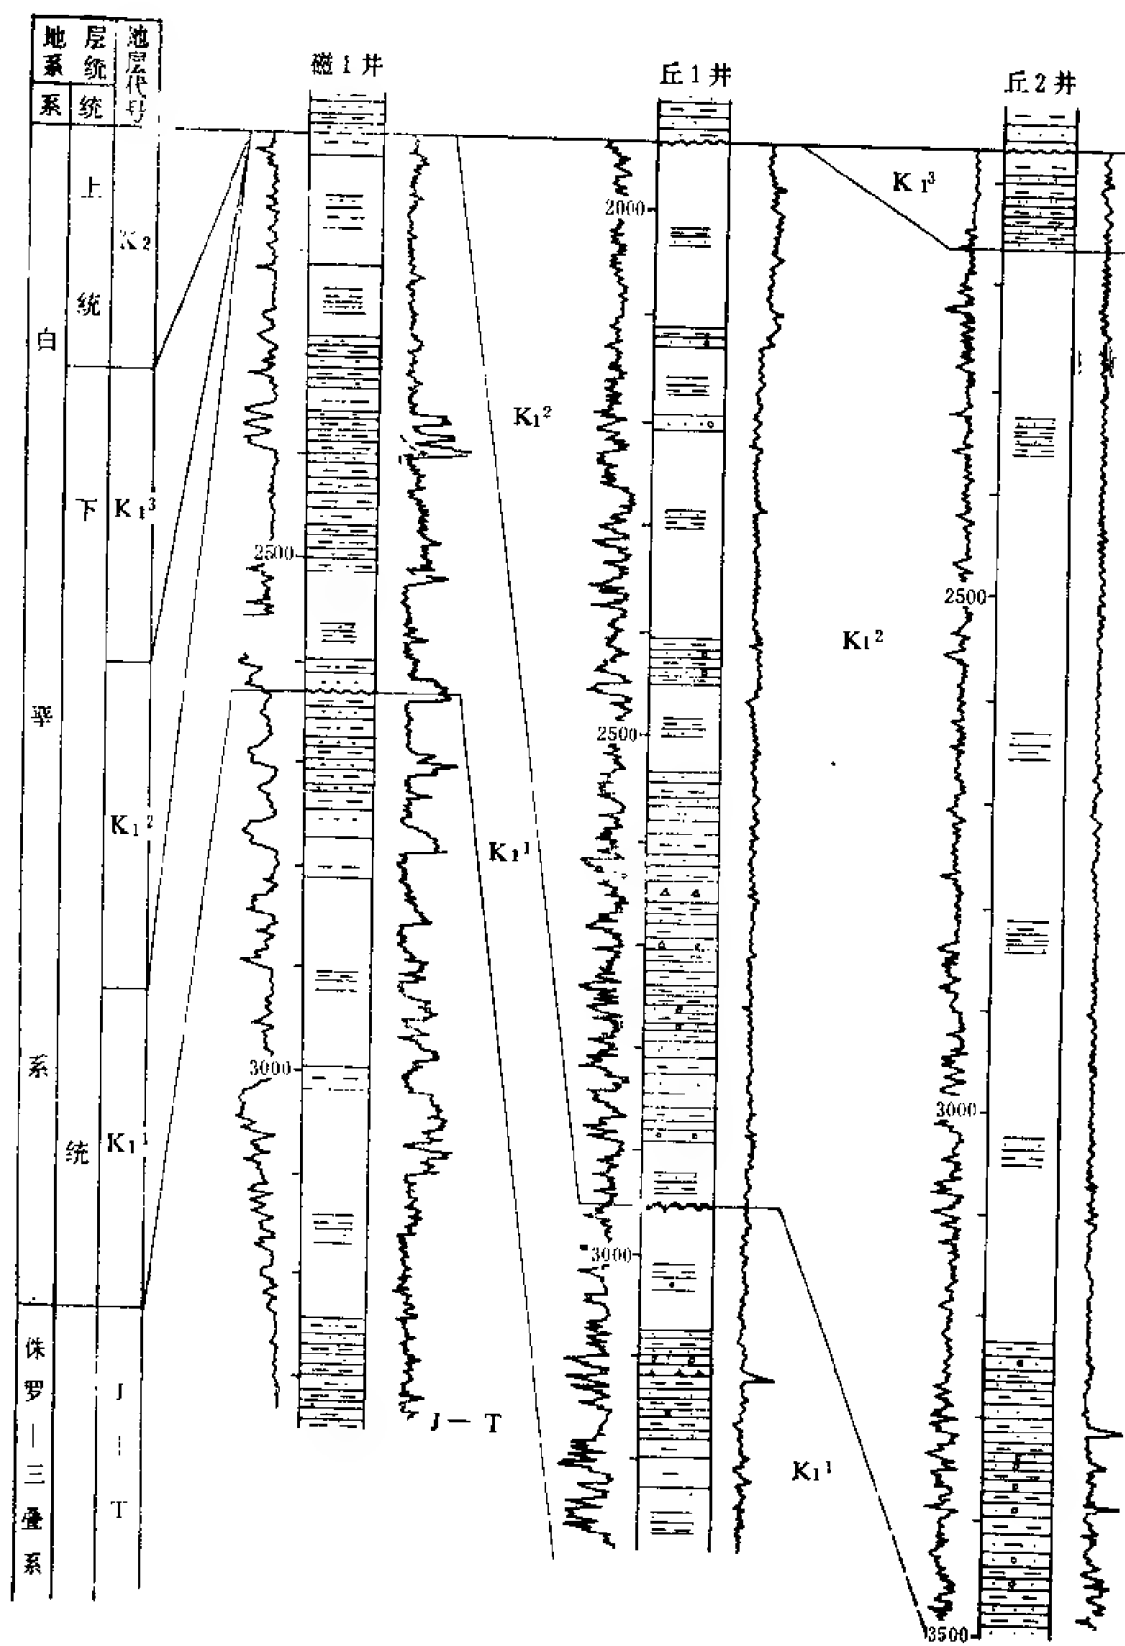 地层系统
地层代号
系
统
磁1井
丘1井
丘2井
白垩系
上统
下统
K2
K1³
K1²
K1¹
侏罗—三叠系
J—T
2500
3000
J—T
K1²
K1¹
2000
2500
3000
K1³
K1²
K1¹
2500
3000
3500